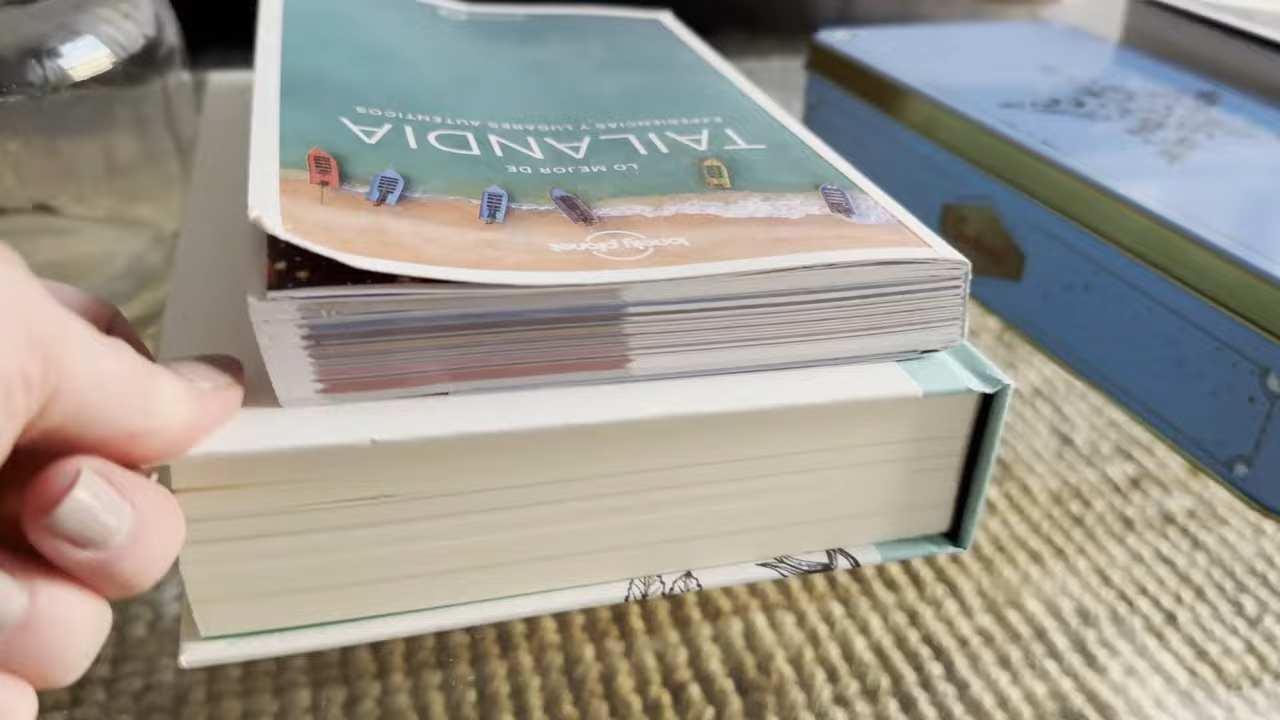 lonely planet
LO MEJOR DE
TAILANDIA
EXPERIENCIAS Y LUGARES AUTÉNTICOS